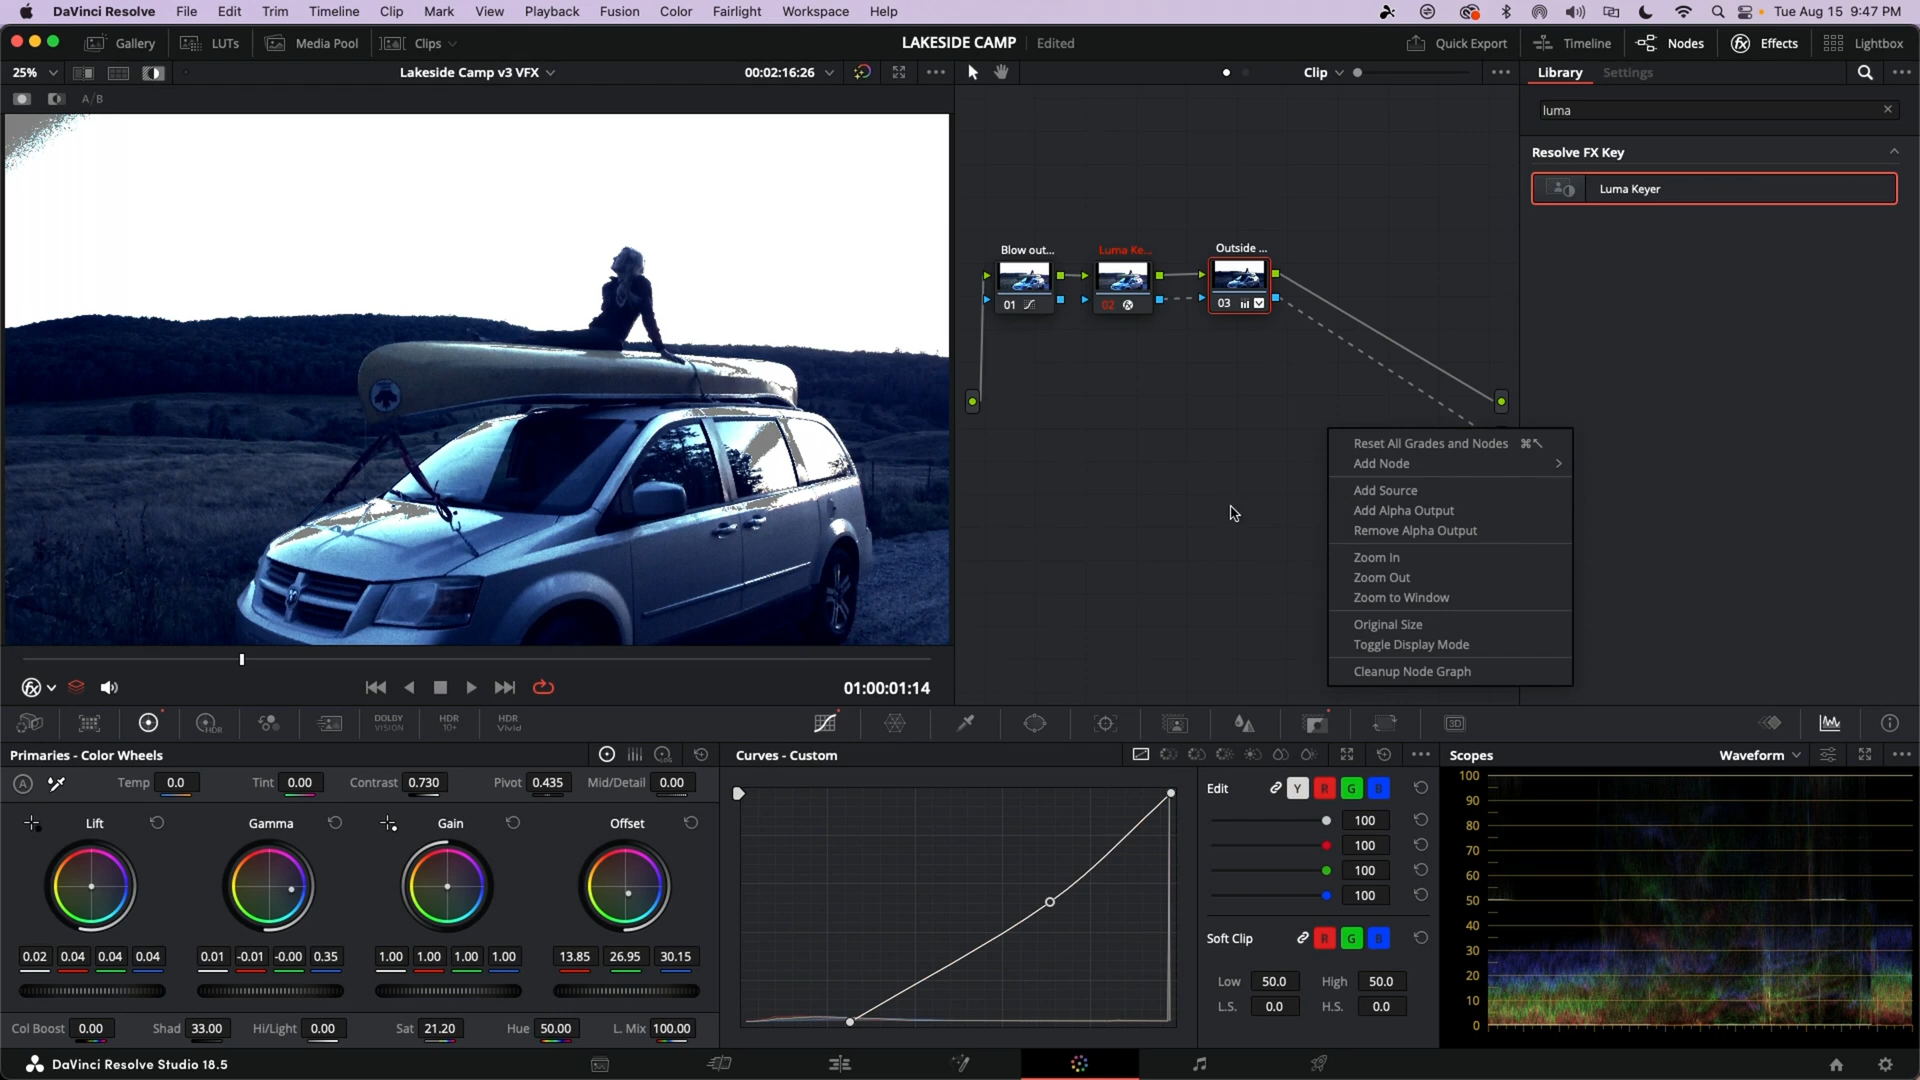 DaVinci Resolve File Edit Trim Timeline Clip Mark View Playback Fusion Color Fairlight Workspace Help Tue Aug 15 9:47 PM
Gallery LUTs Media Pool Clips LAKESIDE CAMP Edited Quick Export Timeline Nodes Effects Lightbox
25% Lakeside Camp v3 VFX 00:02:16:26 Clip Library Settings
A/B
luma
Resolve FX Key
Luma Keyer
Blow out... Luma Ke... Outside ...
01 02 03
Reset All Grades and Nodes ⌘↖
Add Node
Add Source
Add Alpha Output
Remove Alpha Output
Zoom In
Zoom Out
Zoom to Window
Original Size
Toggle Display Mode
Cleanup Node Graph
01:00:01:14
HDR DOLBY VISION HDR 10+ HDR Vivid 3D
Primaries - Color Wheels Curves - Custom Scopes Waveform
A Temp 0.0 Tint 0.00 Contrast 0.730 Pivot 0.435 Mid/Detail 0.00
Lift Gamma Gain Offset
0.02 0.04 0.04 0.04 0.01 -0.01 -0.00 0.35 1.00 1.00 1.00 1.00 13.85 26.95 30.15
Col Boost 0.00 Shad 33.00 Hi/Light 0.00 Sat 21.20 Hue 50.00 L. Mix 100.00
Edit Y R G B
100
100
100
100
Soft Clip R G B
Low 50.0 High 50.0
L.S. 0.0 H.S. 0.0
100
90
80
70
60
50
40
30
20
10
0
DaVinci Resolve Studio 18.5